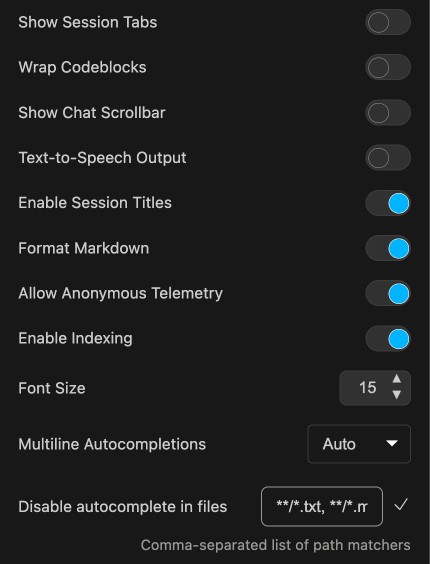 Show Session Tabs
Wrap Codeblocks
Show Chat Scrollbar
Text-to-Speech Output
Enable Session Titles
Format Markdown
Allow Anonymous Telemetry
Enable Indexing
Font Size 15
Multiline Autocompletions Auto
Disable autocomplete in files **/*.txt, **/*.m
Comma-separated list of path matchers